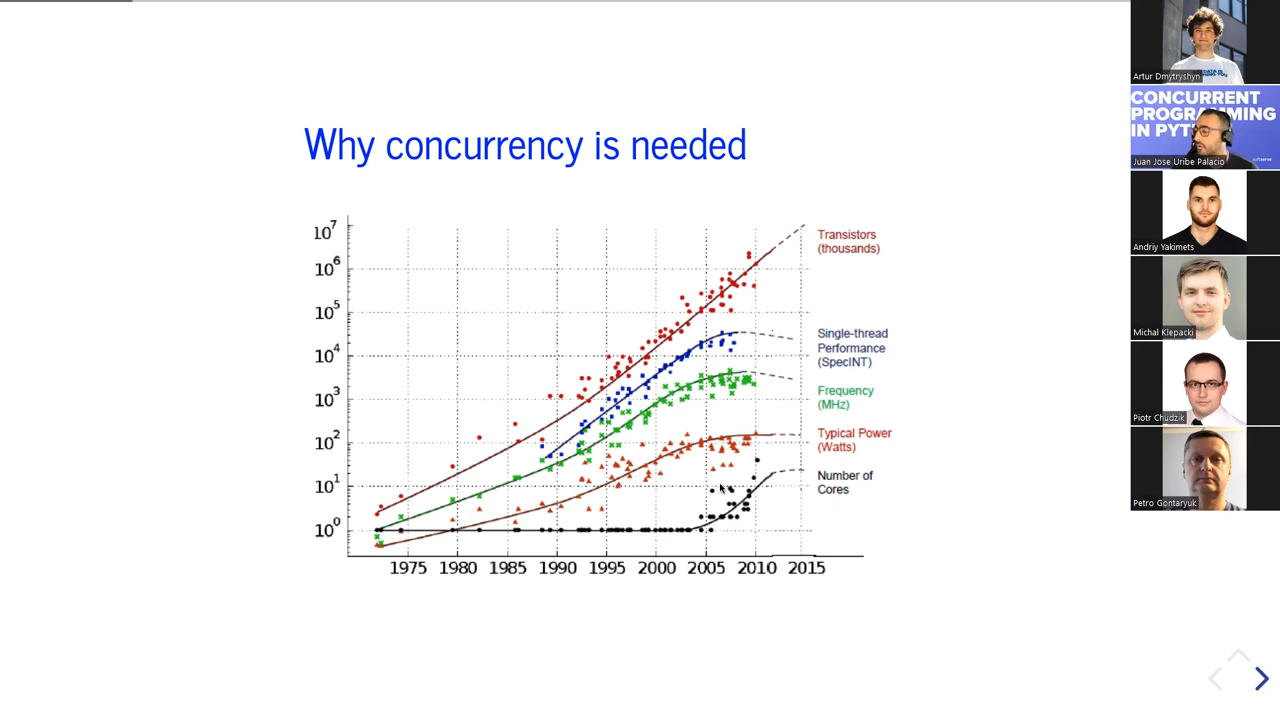 Why concurrency is needed
10^7
10^6
10^5
10^4
10^3
10^2
10^1
10^0
1975 1980 1985 1990 1995 2000 2005 2010 2015
Transistors
(thousands)
Single-thread
Performance
(SpecINT)
Frequency
(MHz)
Typical Power
(Watts)
Number of
Cores
Artur Dmytryshyn
CONCURRENT
PROGRAMMING
IN PYT
softserve
Juan Jose Uribe Palacio
Andriy Yakimets
Michal Klepacki
Piotr Chudzik
Petro Gontaryuk